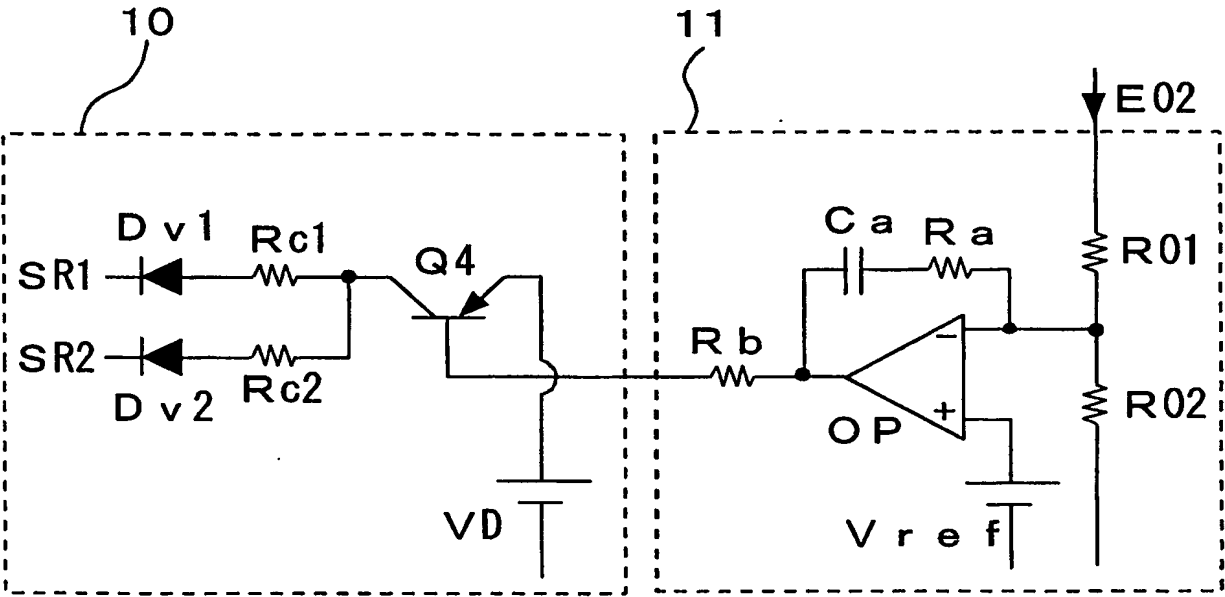 10
11
E02
Dv1
Rc1
SR1
Q4
SR2
Dv2
Rc2
VD
Ca
Ra
R01
Rb
OP
−
+
R02
Vref